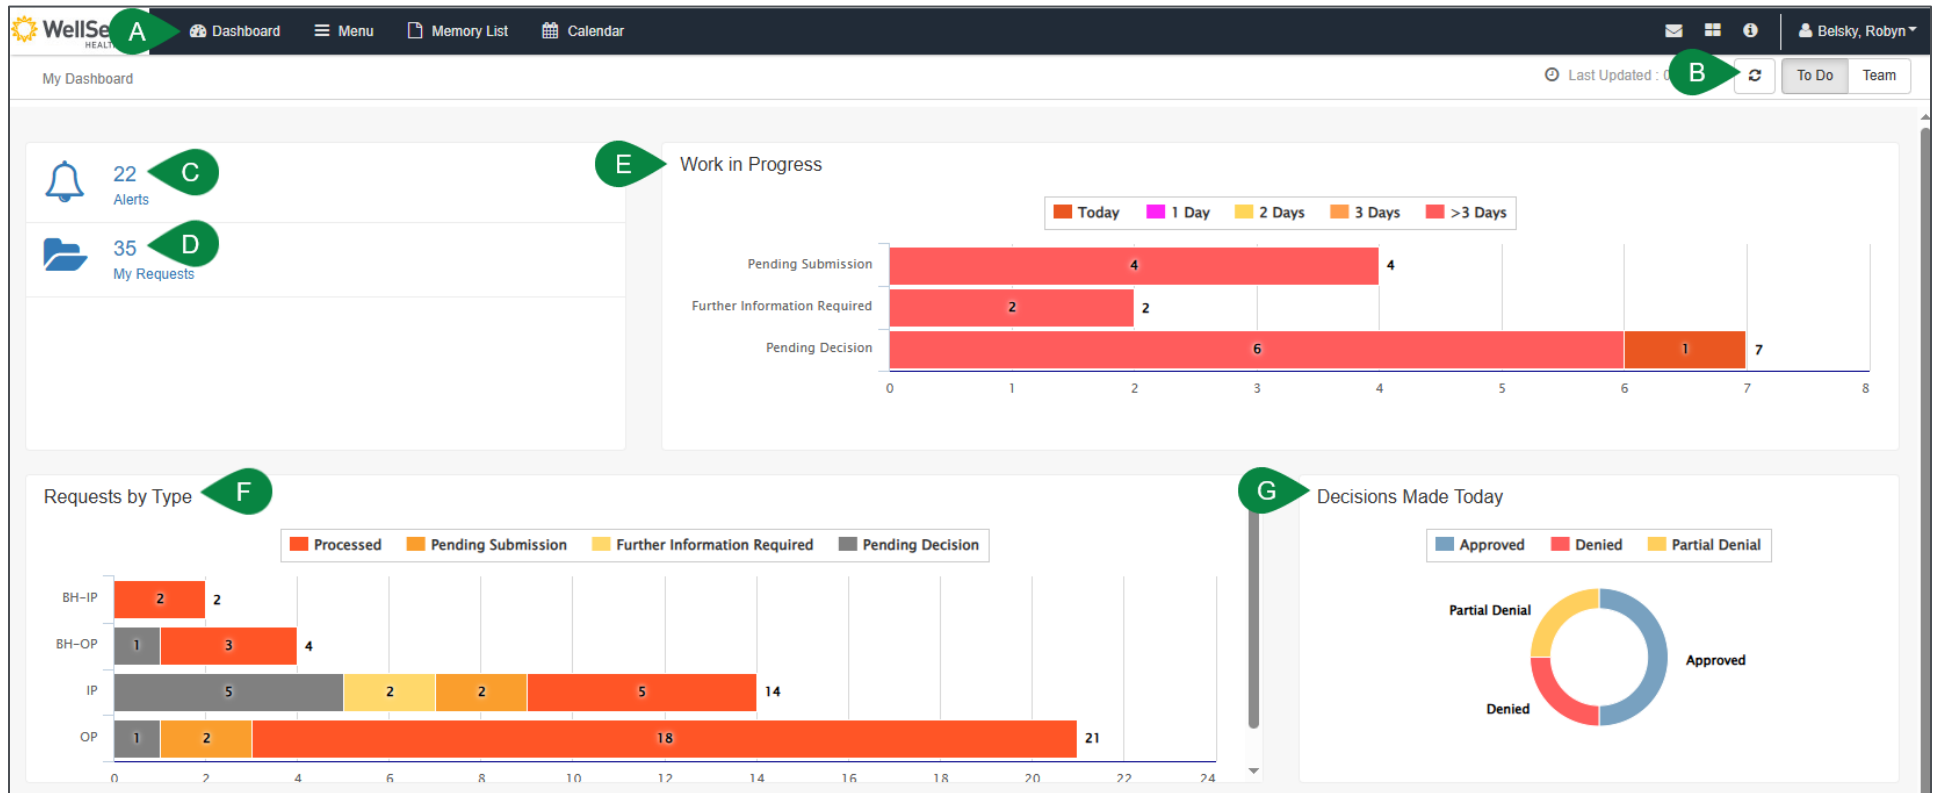 WellSe A Dashboard Menu Memory List Calendar Belsky, Robyn
HEALT
My Dashboard Last Updated : B To Do Team
22 C
Alerts
35 D
My Requests
E Work in Progress
Today 1 Day 2 Days 3 Days >3 Days
Pending Submission 4 4
Further Information Required 2 2
Pending Decision 6 1 7
0 1 2 3 4 5 6 7 8
Requests by Type F
Processed Pending Submission Further Information Required Pending Decision
BH-IP 2 2
BH-OP 1 3 4
IP 5 2 2 5 14
OP 1 2 18 21
0 2 4 6 8 10 12 14 16 18 20 22 24
G Decisions Made Today
Approved Denied Partial Denial
Partial Denial
Approved
Denied